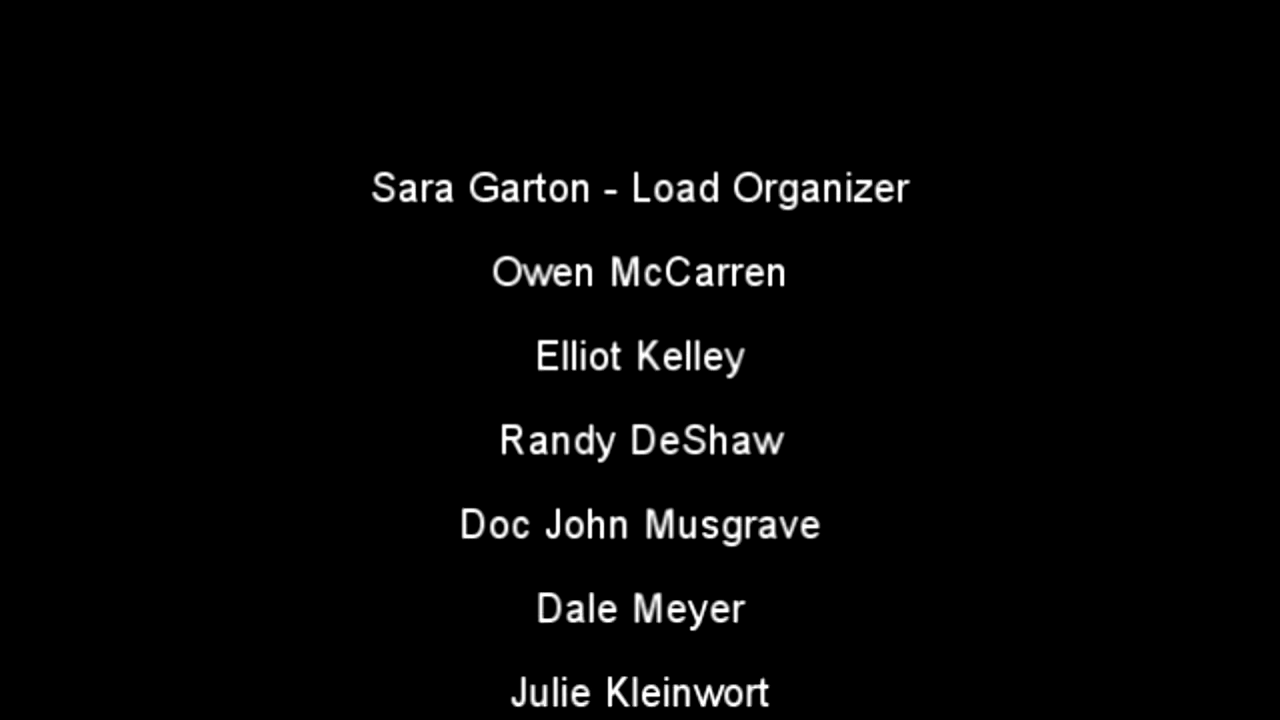 Sara Garton - Load Organizer
Owen McCarren
Elliot Kelley
Randy DeShaw
Doc John Musgrave
Dale Meyer
Julie Kleinwort